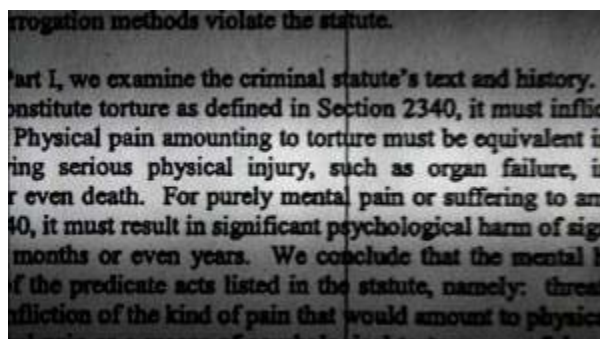 rrogation methods violate the statute.
art I, we examine the criminal statute's text and history.
onstitute torture as defined in Section 2340, it must inflic
Physical pain amounting to torture must be equivalent i
ing serious physical injury, such as organ failure, i
r even death. For purely mental pain or suffering to am
40, it must result in significant psychological harm of sig
months or even years. We conclude that the mental h
f the predicate acts listed in the statute, namely: threat
nfliction of the kind of pain that would amount to physica